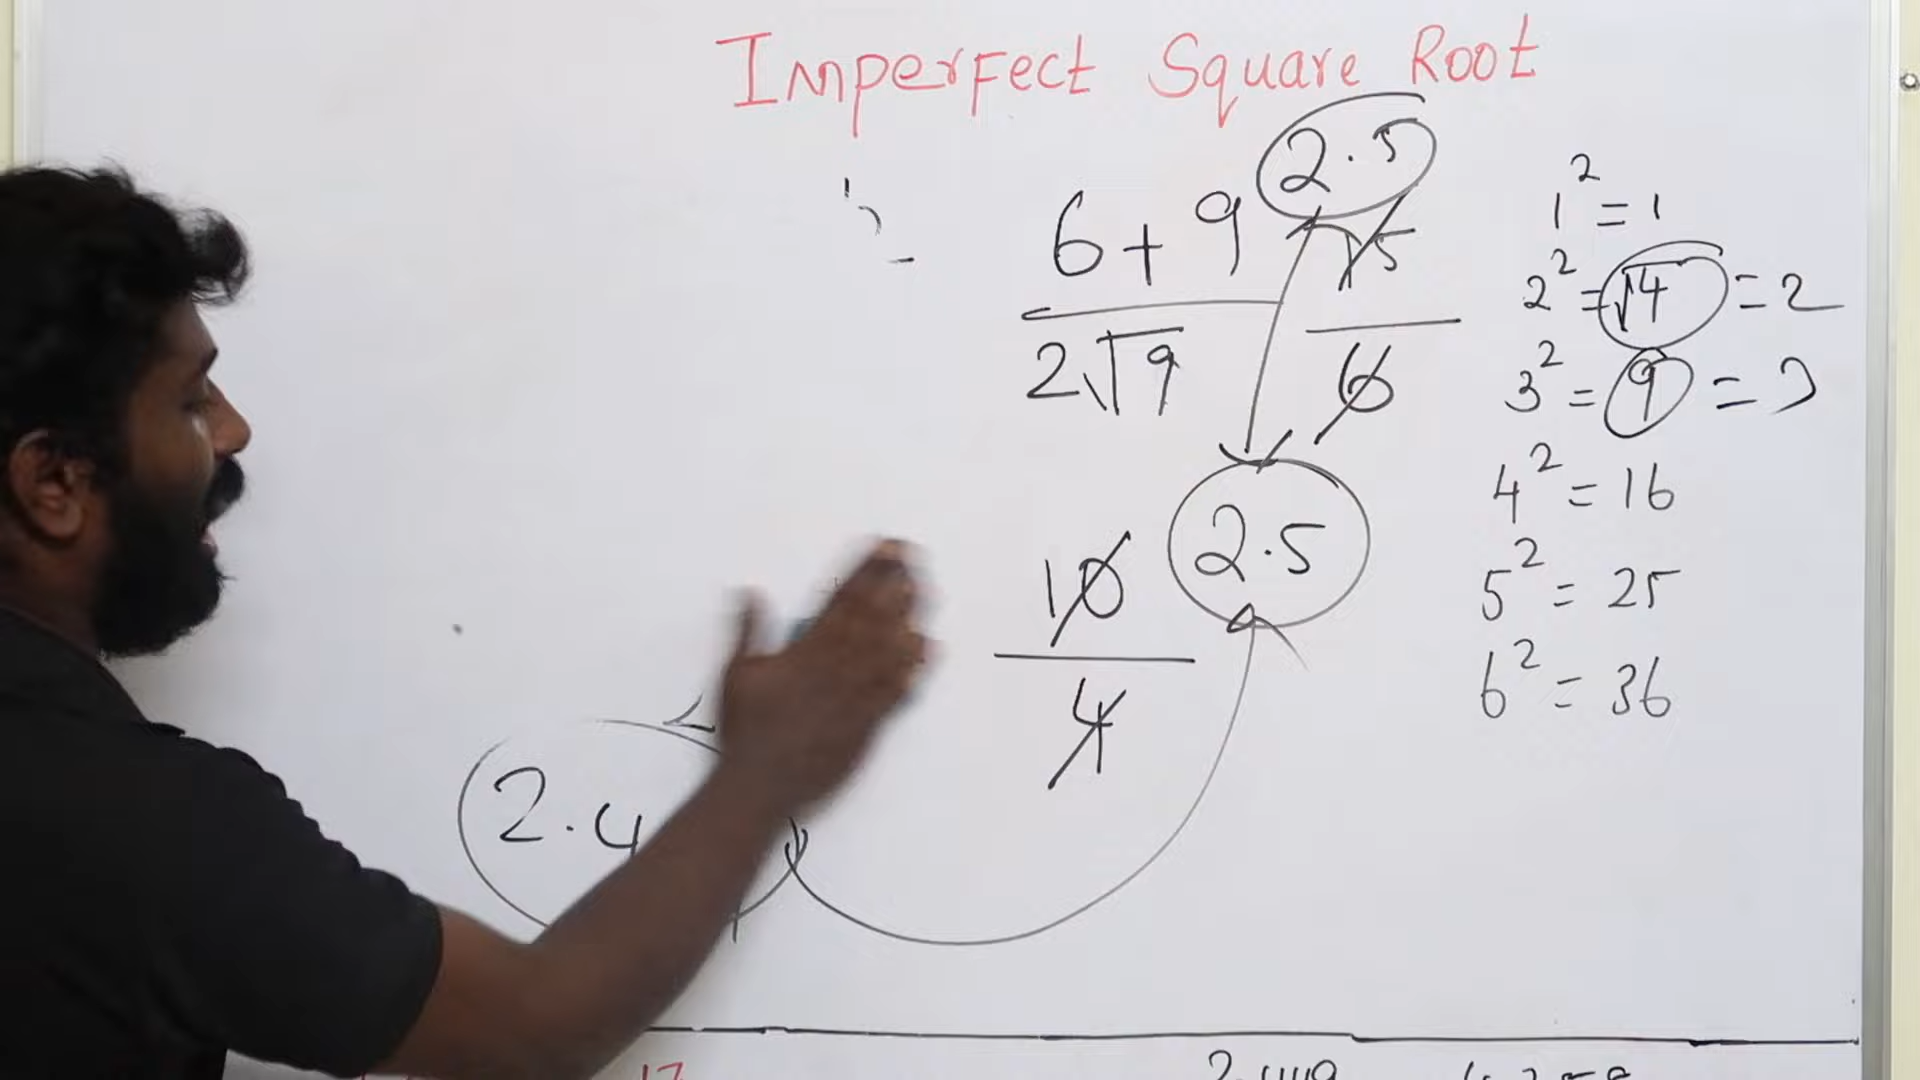 Imperfect Square Root
2.5
6+9
15
2√9
6
10
4
2.5
2.4
1² = 1
2² = √4 = 2
3² = 9 = 3
4² = 16
5² = 25
6² = 36
17